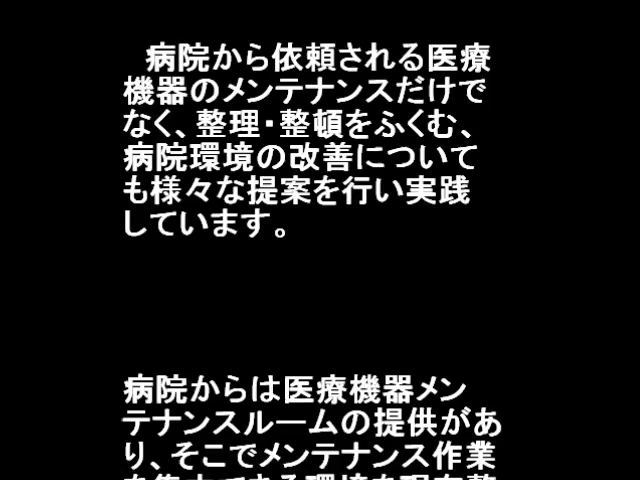 病院から依頼される医療
機器のメンテナンスだけで
なく、整理・整頓をふくむ、
病院環境の改善について
も様々な提案を行い実践
しています。
病院からは医療機器メン
テナンスルームの提供があ
り、そこでメンテナンス作業